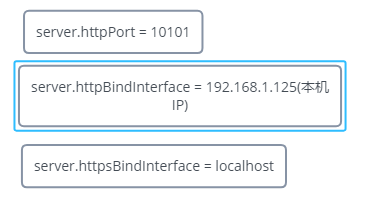 server.httpPort = 10101
server.httpBindInterface = 192.168.1.125(本机
IP)
server.httpsBindInterface = localhost